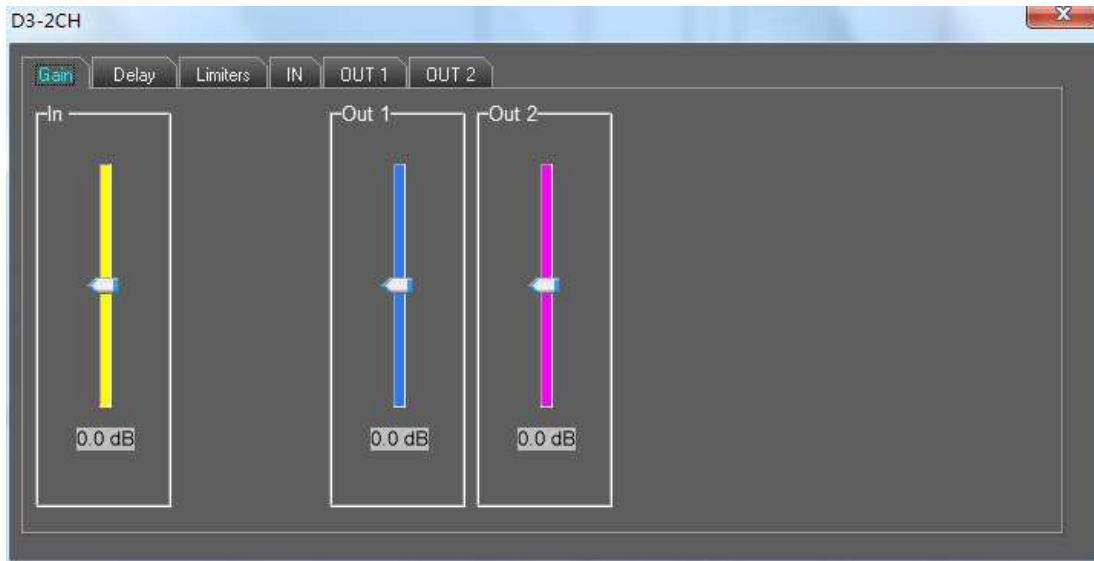 D3-2CH
Gain Delay Limiters IN OUT 1 OUT 2
In Out 1 Out 2
0.0 dB 0.0 dB 0.0 dB